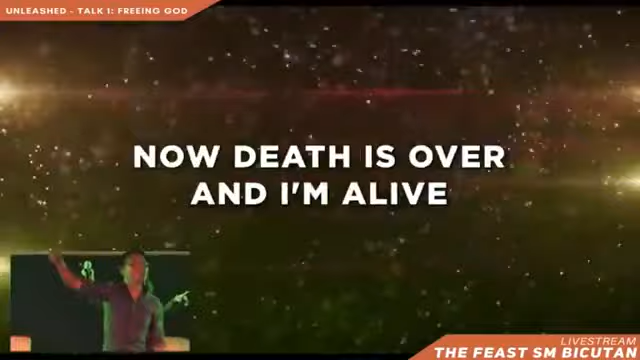 UNLEASHED - TALK 1: FREEING GOD
NOW DEATH IS OVER
AND I'M ALIVE
LIVESTREAM
THE FEAST SM BICUTAN